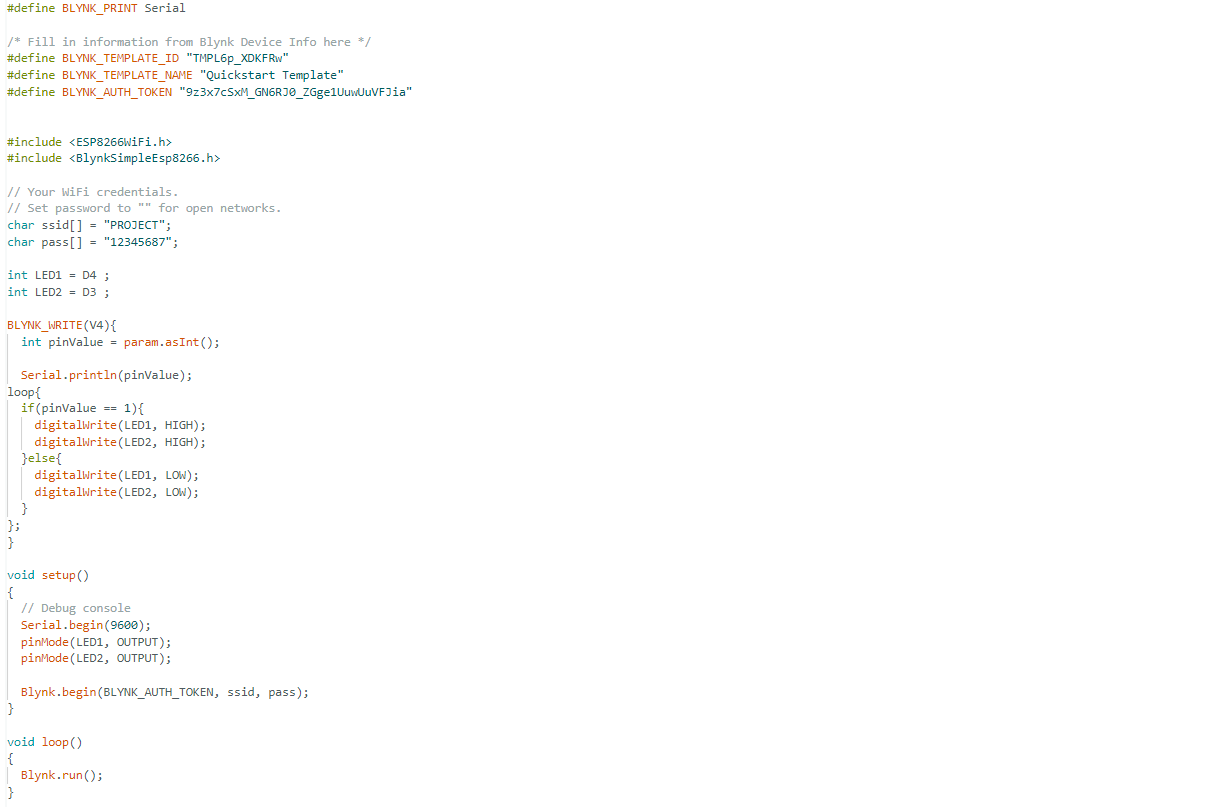 #define BLYNK_PRINT Serial
/* Fill in information from Blynk Device Info here */
#define BLYNK_TEMPLATE_ID "TMPL6p_XDKFRw"
#define BLYNK_TEMPLATE_NAME "Quickstart Template"
#define BLYNK_AUTH_TOKEN "9z3x7cSxM_GN6RJ0_ZGge1UuwUuVFJia"
#include <ESP8266WiFi.h>
#include <BlynkSimpleEsp8266.h>
// Your WiFi credentials.
// Set password to "" for open networks.
char ssid[] = "PROJECT";
char pass[] = "12345687";
int LED1 = D4 ;
int LED2 = D3 ;
BLYNK_WRITE(V4){
  int pinValue = param.asInt();
  Serial.println(pinValue);
loop{
  if(pinValue == 1){
    digitalWrite(LED1, HIGH);
    digitalWrite(LED2, HIGH);
  }else{
    digitalWrite(LED1, LOW);
    digitalWrite(LED2, LOW);
  }
};
}
void setup()
{
  // Debug console
  Serial.begin(9600);
  pinMode(LED1, OUTPUT);
  pinMode(LED2, OUTPUT);
  Blynk.begin(BLYNK_AUTH_TOKEN, ssid, pass);
}
void loop()
{
  Blynk.run();
}